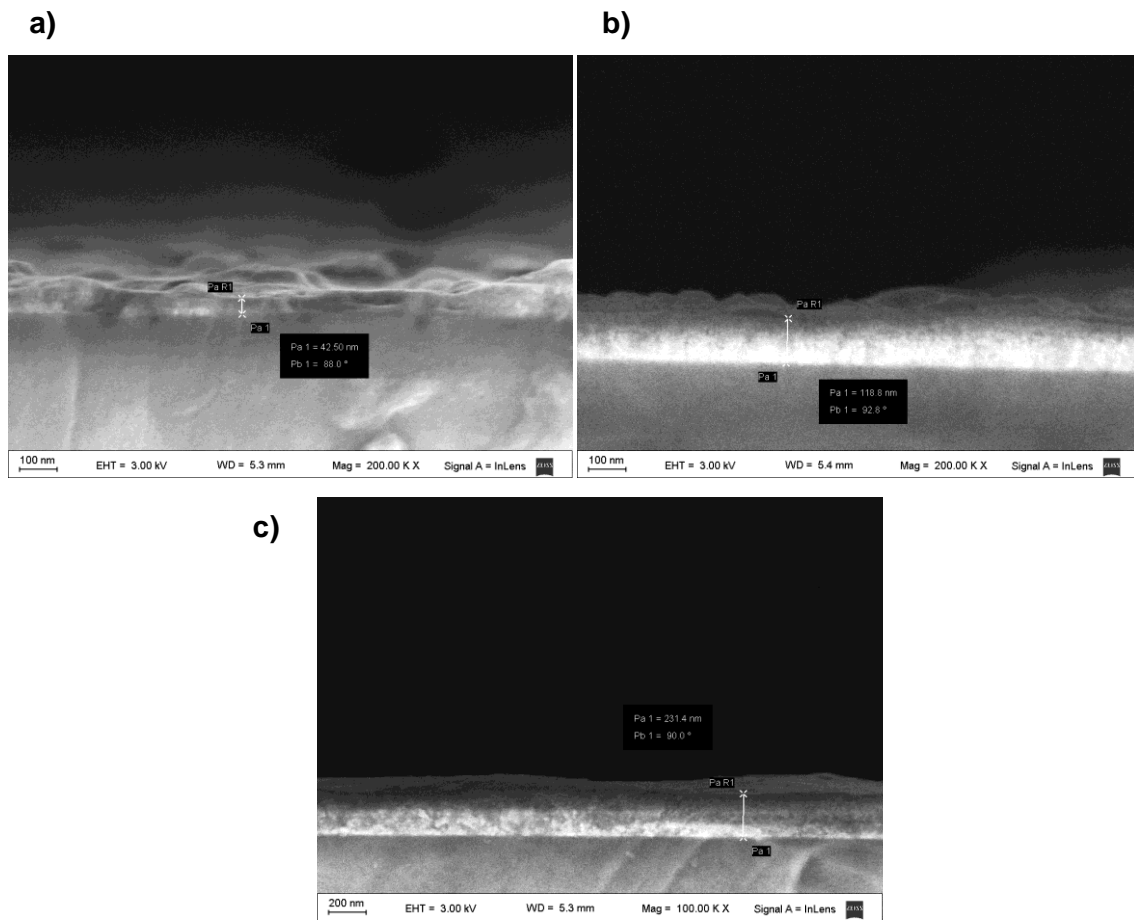 a)
Pa R1
Pa 1
Pa 1 = 42.50 nm
Pb 1 = 88.0 °
100 nm EHT = 3.00 kV WD = 5.3 mm Mag = 200.00 K X Signal A = InLens ZEISS
b)
Pa R1
Pa 1
Pa 1 = 118.8 nm
Pb 1 = 92.8 °
100 nm EHT = 3.00 kV WD = 5.4 mm Mag = 200.00 K X Signal A = InLens ZEISS
c)
Pa 1 = 231.4 nm
Pb 1 = 90.0 °
Pa R1
Pa 1
200 nm EHT = 3.00 kV WD = 5.3 mm Mag = 100.00 K X Signal A = InLens ZEISS